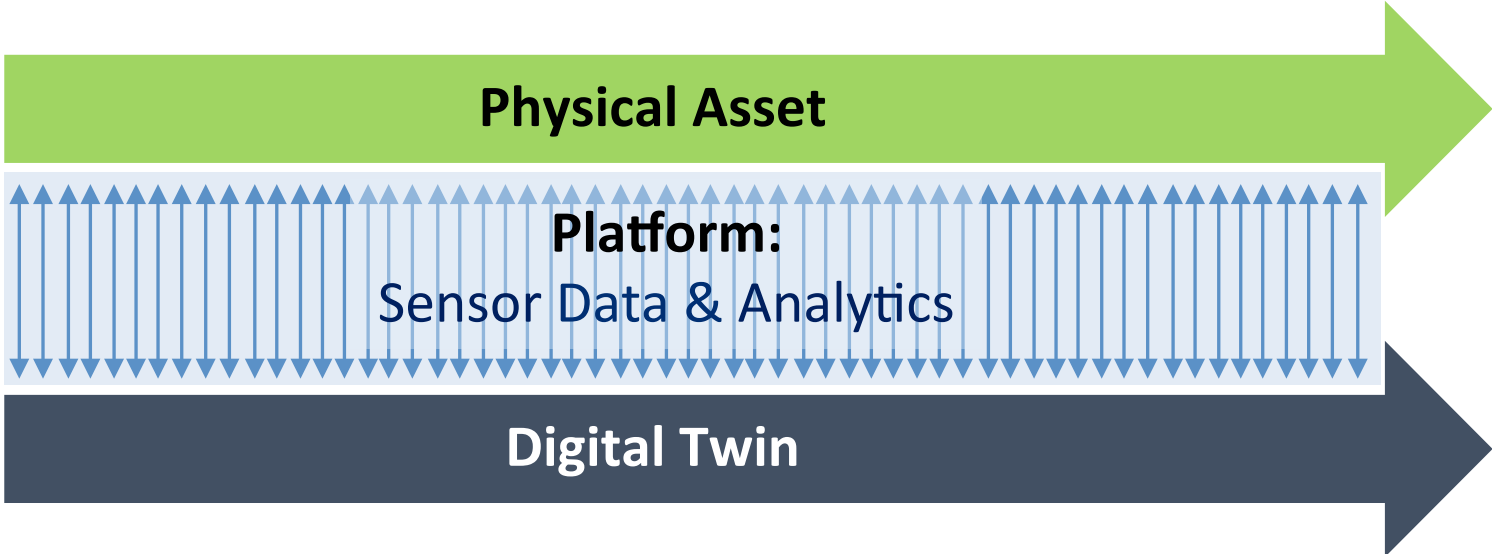 Physical Asset
Platform:
Sensor Data & Analytics
Digital Twin